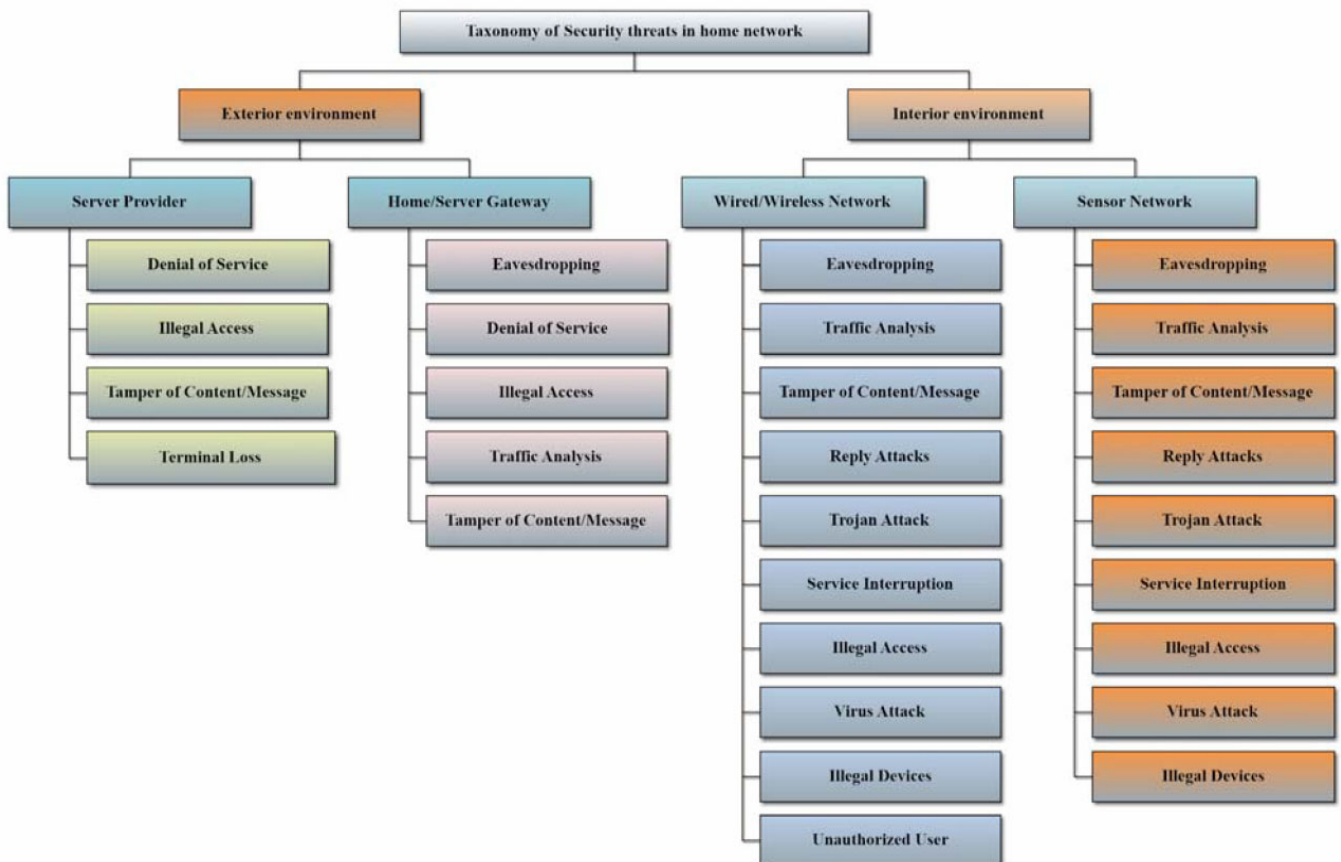 Taxonomy of Security threats in home network
Exterior environment
Interior environment
Server Provider
Home/Server Gateway
Wired/Wireless Network
Sensor Network
Denial of Service
Illegal Access
Tamper of Content/Message
Terminal Loss
Eavesdropping
Denial of Service
Illegal Access
Traffic Analysis
Tamper of Content/Message
Eavesdropping
Traffic Analysis
Tamper of Content/Message
Reply Attacks
Trojan Attack
Service Interruption
Illegal Access
Virus Attack
Illegal Devices
Unauthorized User
Eavesdropping
Traffic Analysis
Tamper of Content/Message
Reply Attacks
Trojan Attack
Service Interruption
Illegal Access
Virus Attack
Illegal Devices